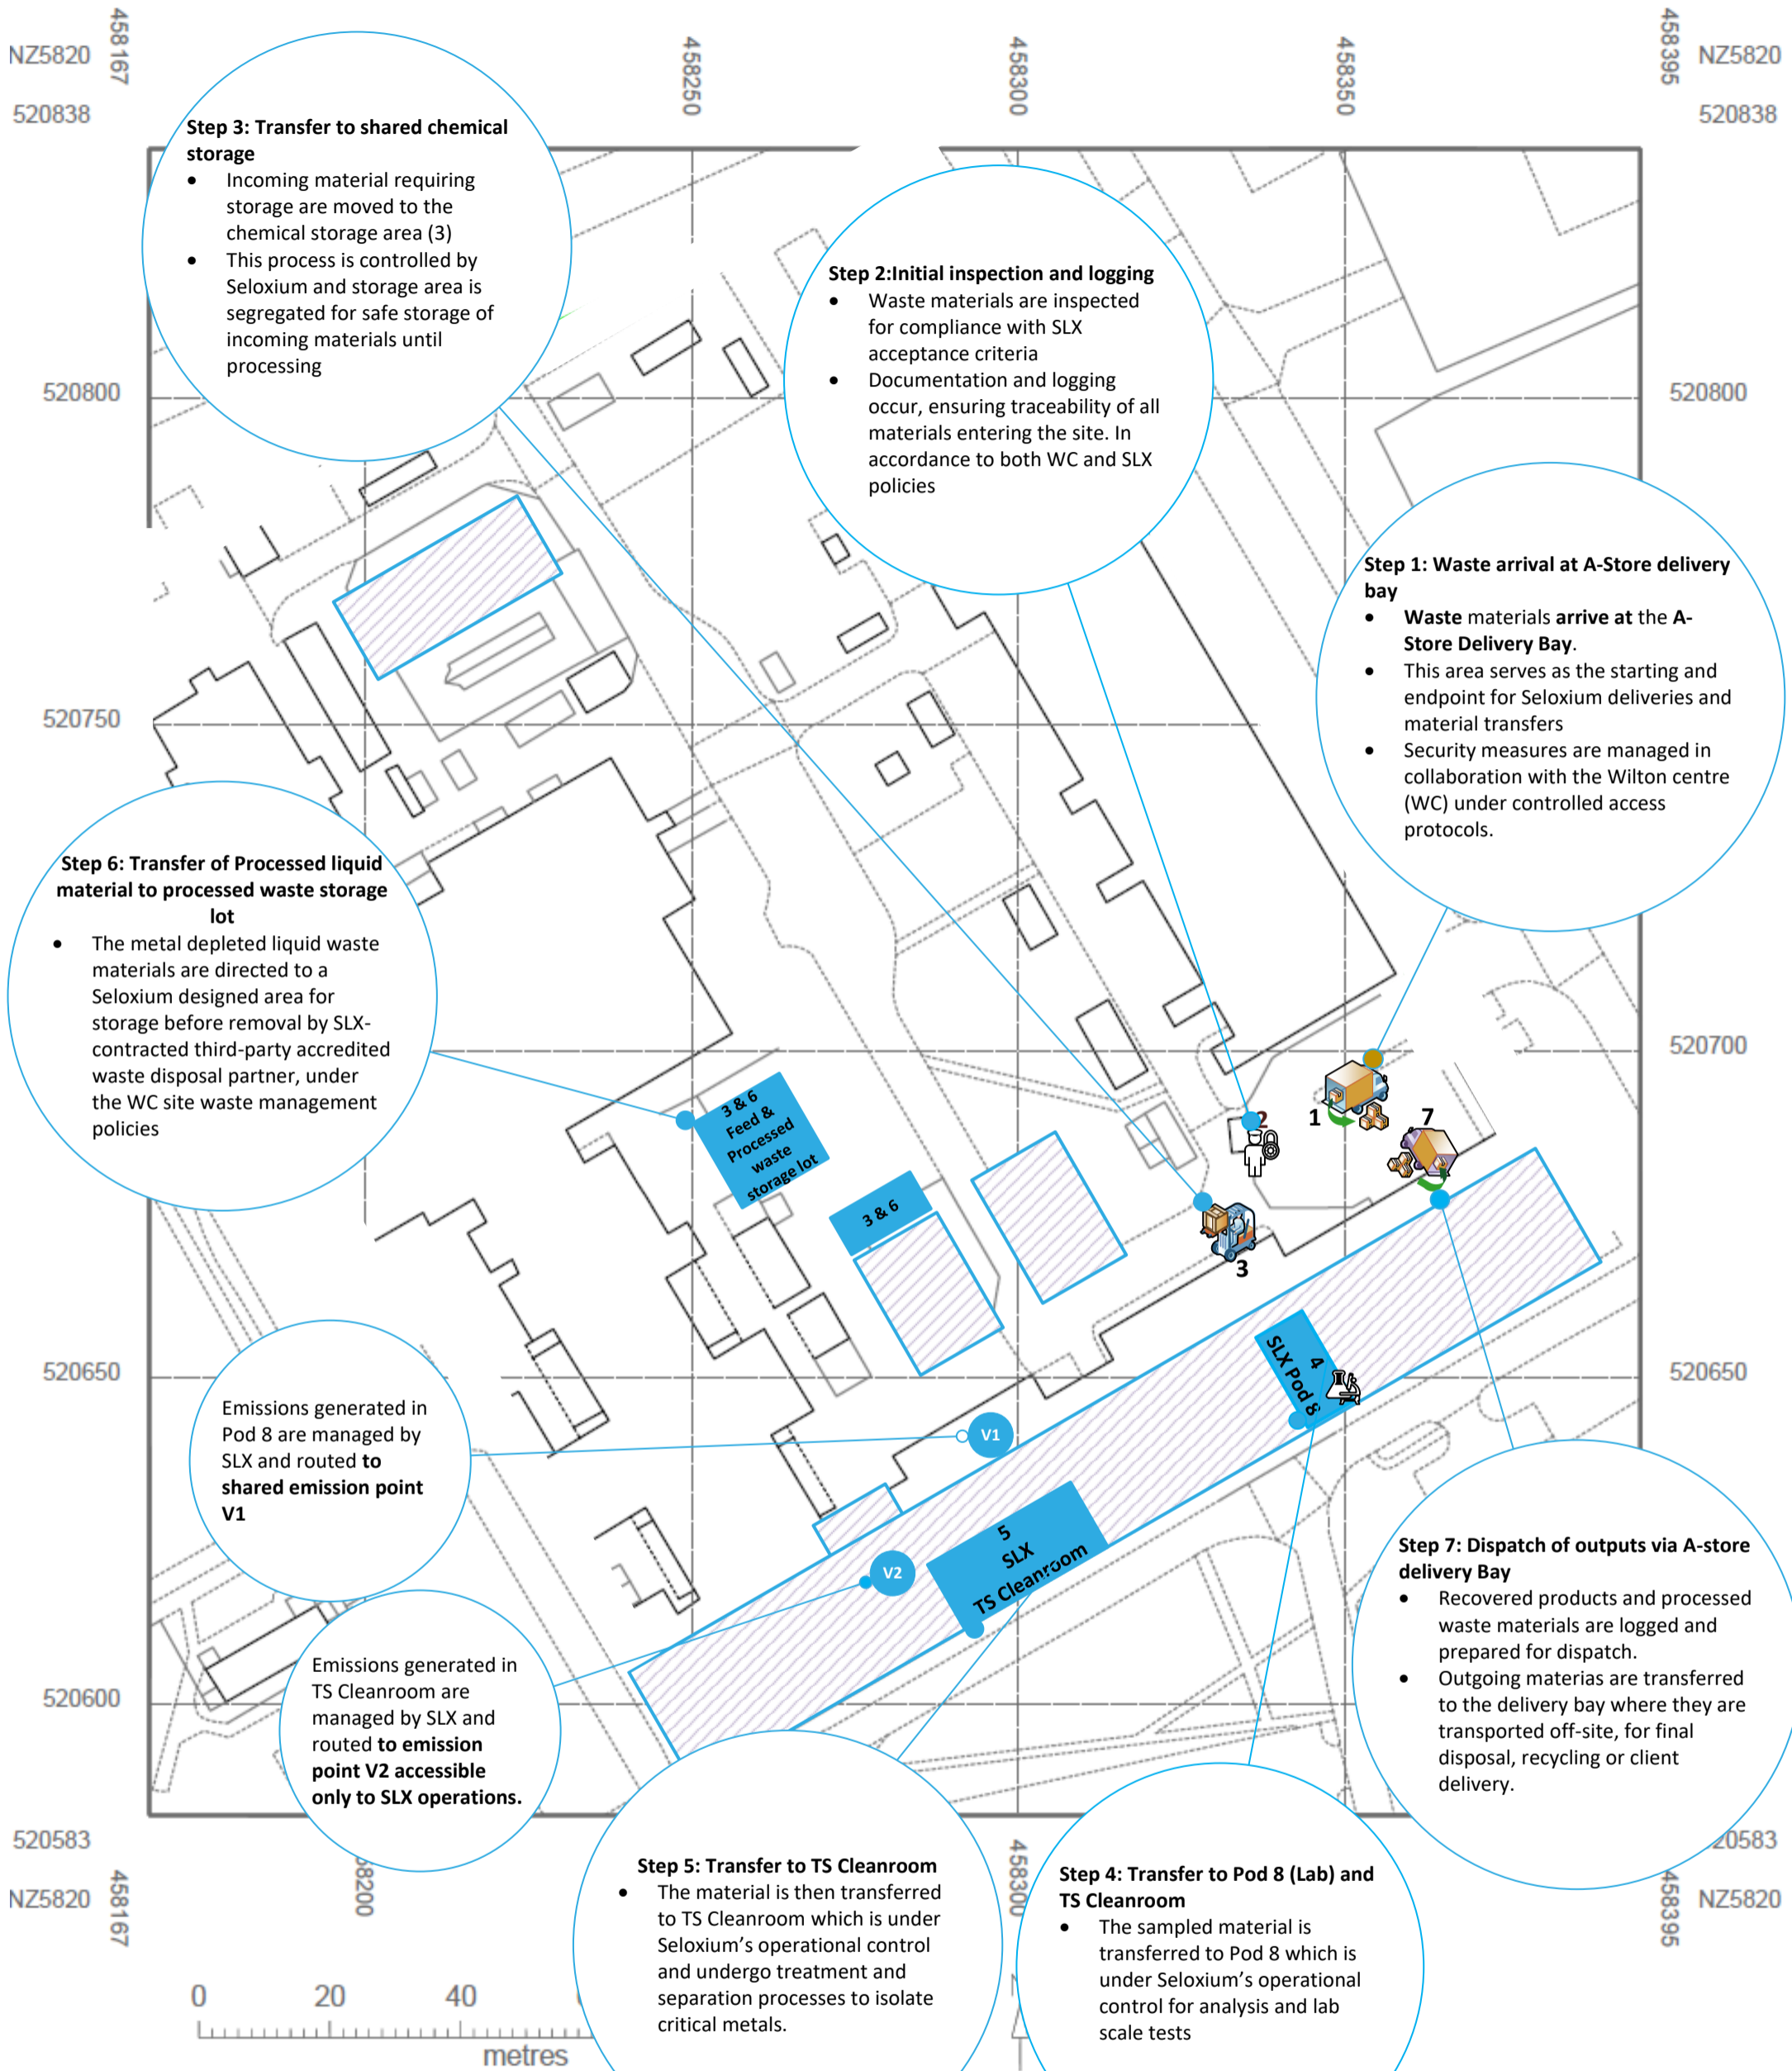 458167
458250
458300
458350
458395
NZ5820
NZ5820
520838
520838
Step 3: Transfer to shared chemical
storage
• Incoming material requiring
storage are moved to the
chemical storage area (3)
• This process is controlled by
Seloxium and storage area is
segregated for safe storage of
incoming materials until
processing
Step 2:Initial inspection and logging
• Waste materials are inspected
for compliance with SLX
acceptance criteria
• Documentation and logging
occur, ensuring traceability of all
materials entering the site. In
accordance to both WC and SLX
policies
520800
520800
Step 1: Waste arrival at A-Store delivery
bay
• Waste materials arrive at the A-
Store Delivery Bay.
• This area serves as the starting and
endpoint for Seloxium deliveries and
material transfers
• Security measures are managed in
collaboration with the Wilton centre
(WC) under controlled access
protocols.
520750
Step 6: Transfer of Processed liquid
material to processed waste storage
lot
• The metal depleted liquid waste
materials are directed to a
Seloxium designed area for
storage before removal by SLX-
contracted third-party accredited
waste disposal partner, under
the WC site waste management
policies
520700
1
7
2
3
3 & 6
Feed &
Processed
waste
storage lot
3 & 6
520650
520650
4
SLX Pod 8
V1
Emissions generated in
Pod 8 are managed by
SLX and routed to
shared emission point
V1
5
SLX
TS Cleanroom
V2
Emissions generated in
TS Cleanroom are
managed by SLX and
routed to emission
point V2 accessible
only to SLX operations.
520600
Step 7: Dispatch of outputs via A-store
delivery Bay
• Recovered products and processed
waste materials are logged and
prepared for dispatch.
• Outgoing materias are transferred
to the delivery bay where they are
transported off-site, for final
disposal, recycling or client
delivery.
520583
20583
NZ5820
NZ5820
458167
58200
458300
458395
Step 5: Transfer to TS Cleanroom
• The material is then transferred
to TS Cleanroom which is under
Seloxium's operational control
and undergo treatment and
separation processes to isolate
critical metals.
Step 4: Transfer to Pod 8 (Lab) and
TS Cleanroom
• The sampled material is
transferred to Pod 8 which is
under Seloxium's operational
control for analysis and lab
scale tests
0 20 40
metres